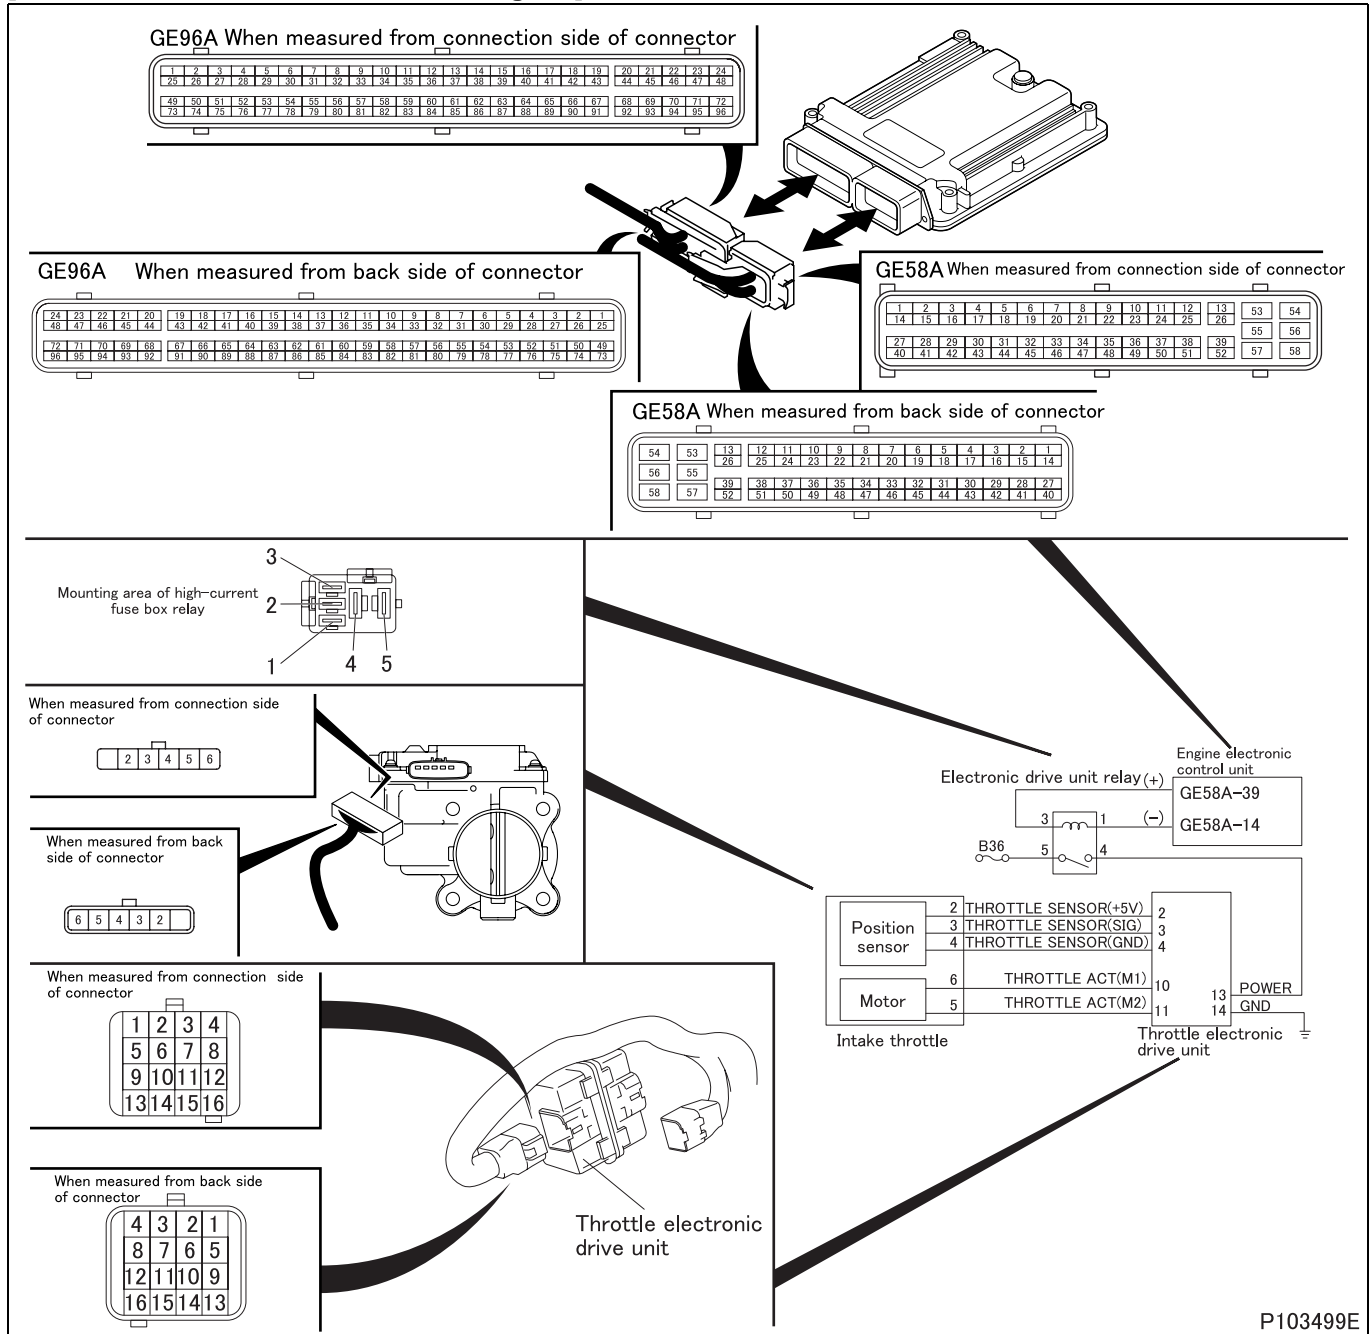 GE96A When measured from connection side of connector
1 2 3 4 5 6 7 8 9 10 11 12 13 14 15 16 17 18 19 20 21 22 23 24
25 26 27 28 29 30 31 32 33 34 35 36 37 38 39 40 41 42 43 44 45 46 47 48
49 50 51 52 53 54 55 56 57 58 59 60 61 62 63 64 65 66 67 68 69 70 71 72
73 74 75 76 77 78 79 80 81 82 83 84 85 86 87 88 89 90 91 92 93 94 95 96
GE96A When measured from back side of connector
24 23 22 21 20 19 18 17 16 15 14 13 12 11 10 9 8 7 6 5 4 3 2 1
48 47 46 45 44 43 42 41 40 39 38 37 36 35 34 33 32 31 30 29 28 27 26 25
72 71 70 69 68 67 66 65 64 63 62 61 60 59 58 57 56 55 54 53 52 51 50 49
96 95 94 93 92 91 90 89 88 87 86 85 84 83 82 81 80 79 78 77 76 75 74 73
GE58A When measured from connection side of connector
1 2 3 4 5 6 7 8 9 10 11 12 13 53 54
14 15 16 17 18 19 20 21 22 23 24 25 26
55 56
27 28 29 30 31 32 33 34 35 36 37 38 39
40 41 42 43 44 45 46 47 48 49 50 51 52 57 58
GE58A When measured from back side of connector
54 53 13 12 11 10 9 8 7 6 5 4 3 2 1
26 25 24 23 22 21 20 19 18 17 16 15 14
56 55
39 38 37 36 35 34 33 32 31 30 29 28 27
58 57 52 51 50 49 48 47 46 45 44 43 42 41 40
Mounting area of high-current
fuse box relay
3
2
1
4 5
When measured from connection side
of connector
2 3 4 5 6
When measured from back
side of connector
6 5 4 3 2
Electronic drive unit relay
Engine electronic
control unit
(+)
GE58A-39
(-)
GE58A-14
3 1
B36
5 4
Position
sensor
2 THROTTLE SENSOR(+5V) 2
3 THROTTLE SENSOR(SIG) 3
4 THROTTLE SENSOR(GND) 4
Motor
6 THROTTLE ACT(M1) 10
5 THROTTLE ACT(M2) 11
13 POWER
14 GND
Intake throttle
Throttle electronic
drive unit
When measured from connection side
of connector
1 2 3 4
5 6 7 8
9 10 11 12
13 14 15 16
When measured from back side
of connector
4 3 2 1
8 7 6 5
12 11 10 9
16 15 14 13
Throttle electronic
drive unit
P103499E